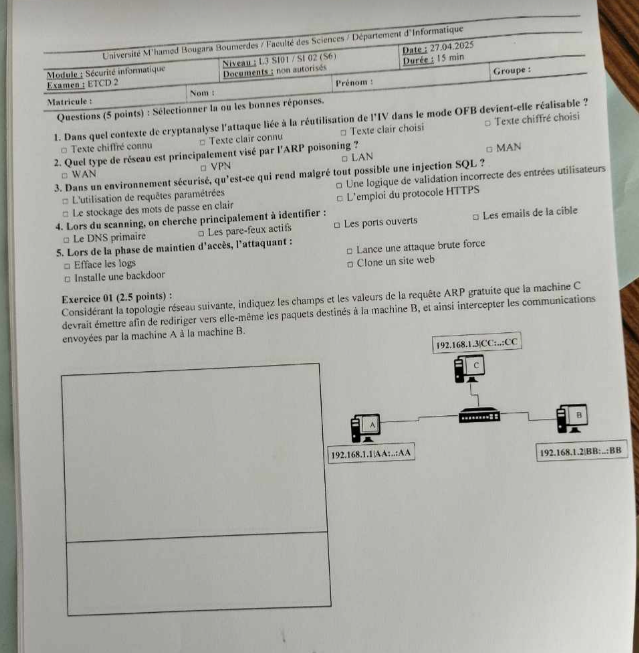 Université M'hamed Bougara Boumerdes / Faculté des Sciences / Département d'Informatique
Module : Sécurité informatique
Niveau : L3 SI01 / SI 02 (S6)
Date : 27.04.2025
Examen : ETCD 2
Documents : non autorisés
Durée : 15 min
Matricule :
Nom :
Prénom :
Groupe :
Questions (5 points) : Sélectionner la ou les bonnes réponses.
1. Dans quel contexte de cryptanalyse l'attaque liée à la réutilisation de l'IV dans le mode OFB devient-elle réalisable ?
□ Texte chiffré connu □ Texte clair connu □ Texte clair choisi □ Texte chiffré choisi
2. Quel type de réseau est principalement visé par l'ARP poisoning ?
□ WAN □ VPN □ LAN □ MAN
3. Dans un environnement sécurisé, qu'est-ce qui rend malgré tout possible une injection SQL ?
□ L'utilisation de requêtes paramétrées □ Une logique de validation incorrecte des entrées utilisateurs
□ Le stockage des mots de passe en clair □ L'emploi du protocole HTTPS
4. Lors du scanning, on cherche principalement à identifier :
□ Le DNS primaire □ Les pare-feux actifs □ Les ports ouverts □ Les emails de la cible
5. Lors de la phase de maintien d'accès, l'attaquant :
□ Efface les logs □ Lance une attaque brute force
□ Installe une backdoor □ Clone un site web
Exercice 01 (2.5 points) :
Considérant la topologie réseau suivante, indiquez les champs et les valeurs de la requête ARP gratuite que la machine C
devrait émettre afin de rediriger vers elle-même les paquets destinés à la machine B, et ainsi intercepter les communications
envoyées par la machine A à la machine B.
192.168.1.3|CC:..:CC
C
A
B
192.168.1.1|AA:..:AA
192.168.1.2|BB:..:BB